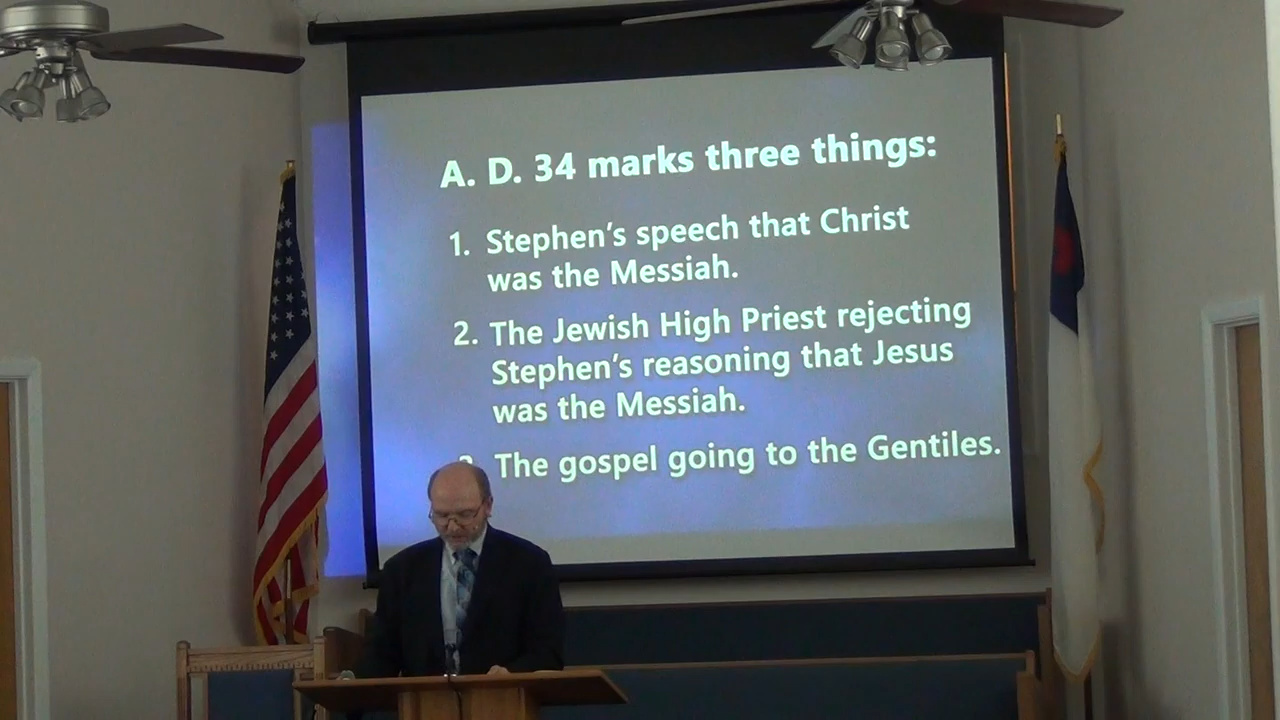 A. D. 34 marks three things:
1. Stephen's speech that Christ
was the Messiah.
2. The Jewish High Priest rejecting
Stephen's reasoning that Jesus
was the Messiah.
The gospel going to the Gentiles.